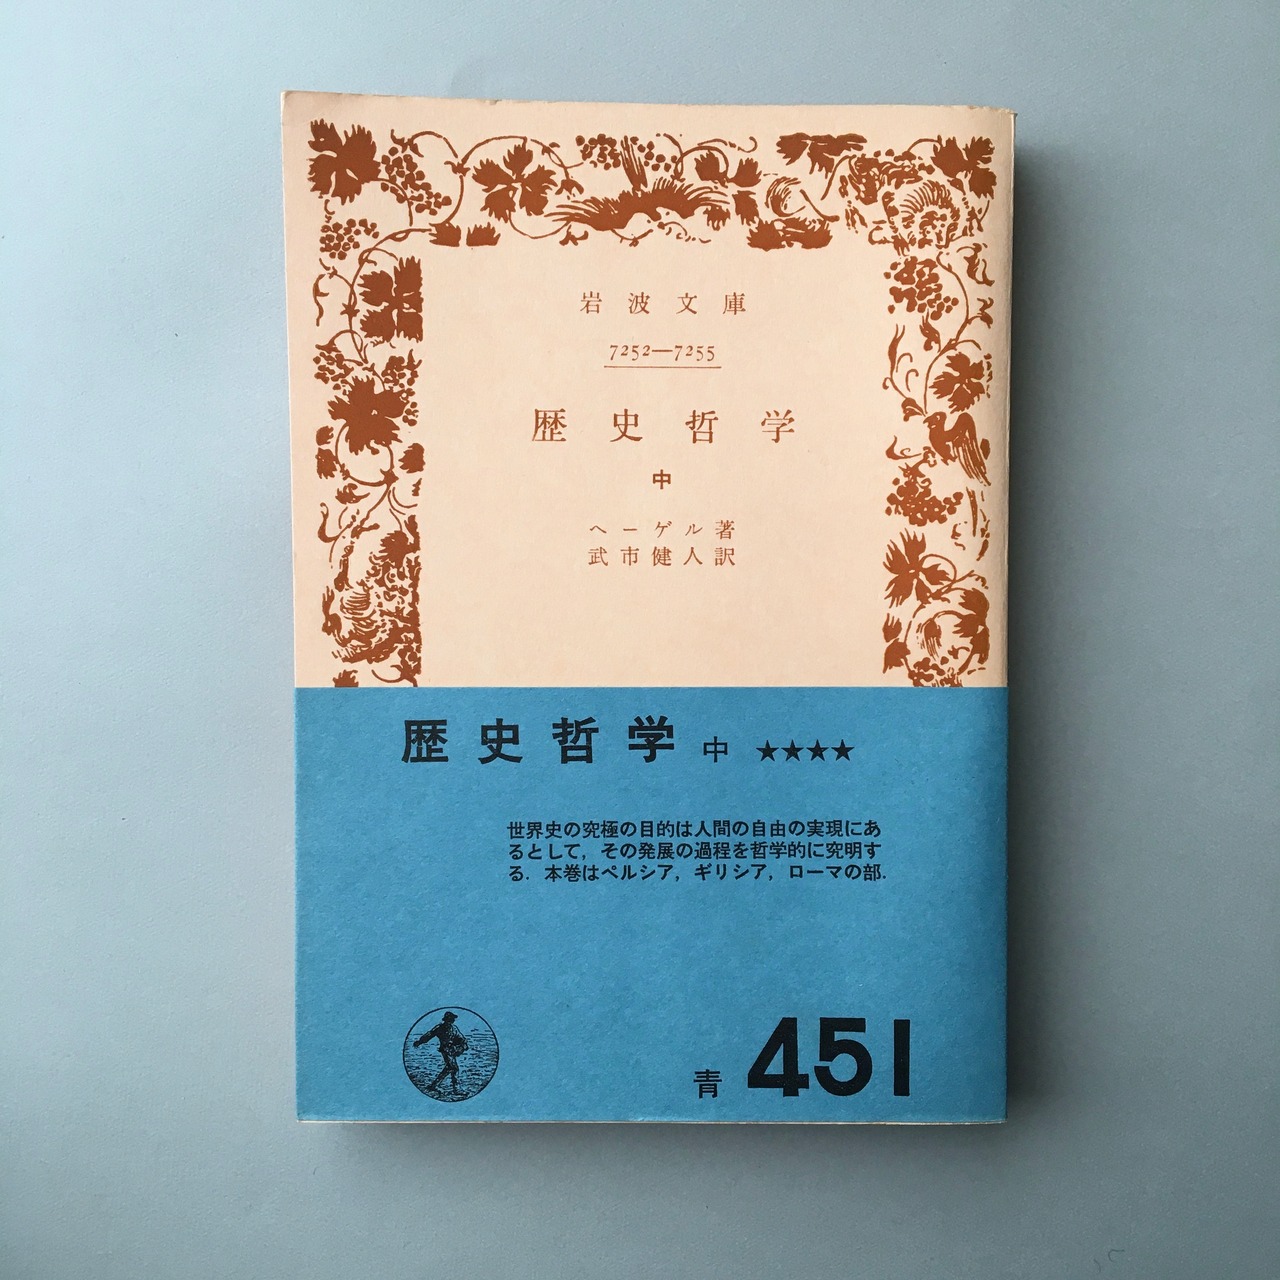 岩波文庫
7252—7255
歴史哲学
中
ヘーゲル著
武市健人訳
歴史哲学 中 ★★★★
世界史の究極の目的は人間の自由の実現にあ
るとして，その発展の過程を哲学的に究明す
る．本巻はペルシア，ギリシア，ローマの部．
青 451